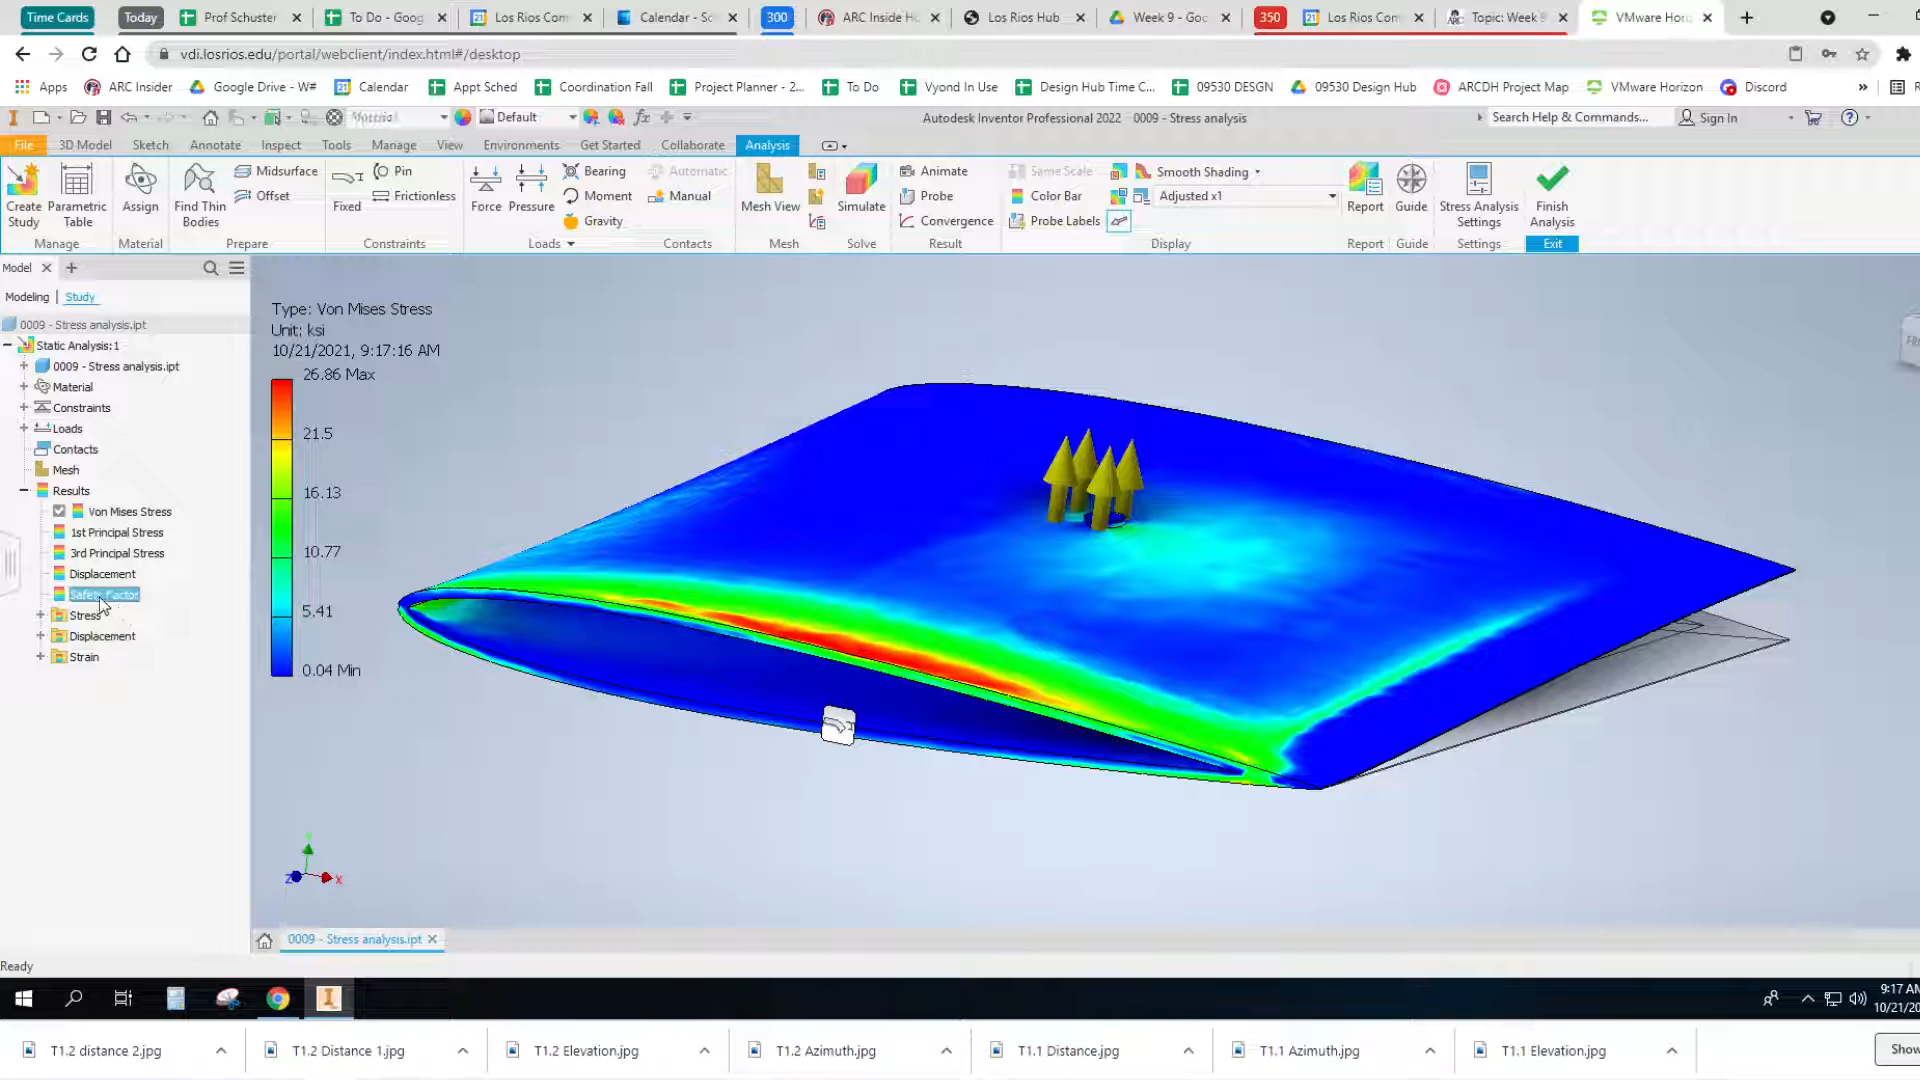 Time Cards
Today
Prof Schuster
To Do - Goog
Los Rios Com
Calendar - Sc
300
ARC Inside Ho
Los Rios Hub
Week 9 - Goo
350
Los Rios Com
Topic: Week 9
VMware Hori
vdi.losrios.edu/portal/webclient/index.html#/desktop
Apps
ARC Insider
Google Drive - W#
Calendar
Appt Sched
Coordination Fall
Project Planner - 2...
To Do
Vyond In Use
Design Hub Time C...
09530 DESGN
09530 Design Hub
ARCDH Project Map
VMware Horizon
Discord
»
Material
Default
Autodesk Inventor Professional 2022 0009 - Stress analysis
Search Help & Commands...
Sign In
File
3D Model
Sketch
Annotate
Inspect
Tools
Manage
View
Environments
Get Started
Collaborate
Analysis
Create Study
Parametric Table
Manage
Assign
Material
Find Thin Bodies
Midsurface
Offset
Prepare
Fixed
Pin
Frictionless
Constraints
Force
Pressure
Bearing
Moment
Gravity
Loads
Automatic
Manual
Contacts
Mesh View
Mesh
Simulate
Solve
Animate
Probe
Convergence
Result
Same Scale
Color Bar
Probe Labels
Smooth Shading
Adjusted x1
Display
Report
Report
Guide
Guide
Stress Analysis Settings
Settings
Finish Analysis
Exit
Model
Modeling
Study
0009 - Stress analysis.ipt
Static Analysis:1
0009 - Stress analysis.ipt
Material
Constraints
Loads
Contacts
Mesh
Results
Von Mises Stress
1st Principal Stress
3rd Principal Stress
Displacement
Safety Factor
Stress
Displacement
Strain
Type: Von Mises Stress
Unit: ksi
10/21/2021, 9:17:16 AM
26.86 Max
21.5
16.13
10.77
5.41
0.04 Min
Z
X
0009 - Stress analysis.ipt
Ready
9:17 AM
10/21/20
T1.2 distance 2.jpg
T1.2 Distance 1.jpg
T1.2 Elevation.jpg
T1.2 Azimuth.jpg
T1.1 Distance.jpg
T1.1 Azimuth.jpg
T1.1 Elevation.jpg
Show